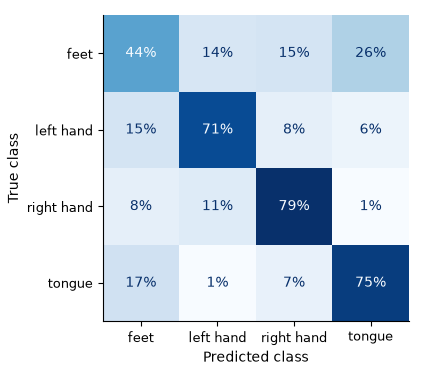 True class
feet 44% 14% 15% 26%
left hand 15% 71% 8% 6%
right hand 8% 11% 79% 1%
tongue 17% 1% 7% 75%
feet left hand right hand tongue
Predicted class